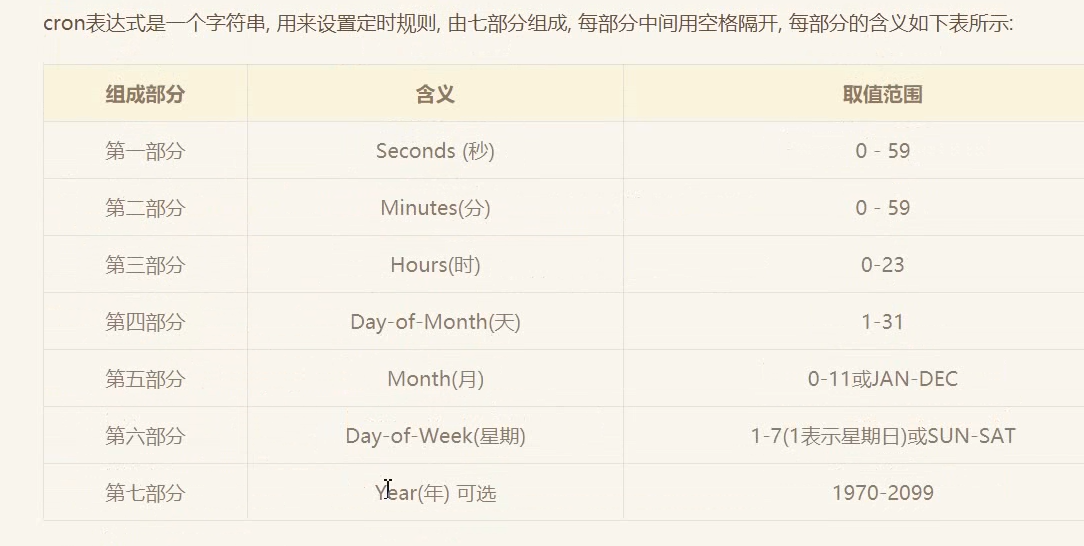 cron表达式是一个字符串, 用来设置定时规则, 由七部分组成, 每部分中间用空格隔开, 每部分的含义如下表所示:
组成部分 含义 取值范围
第一部分 Seconds (秒) 0 - 59
第二部分 Minutes(分) 0 - 59
第三部分 Hours(时) 0-23
第四部分 Day-of-Month(天) 1-31
第五部分 Month(月) 0-11或JAN-DEC
第六部分 Day-of-Week(星期) 1-7(1表示星期日)或SUN-SAT
第七部分 Year(年) 可选 1970-2099